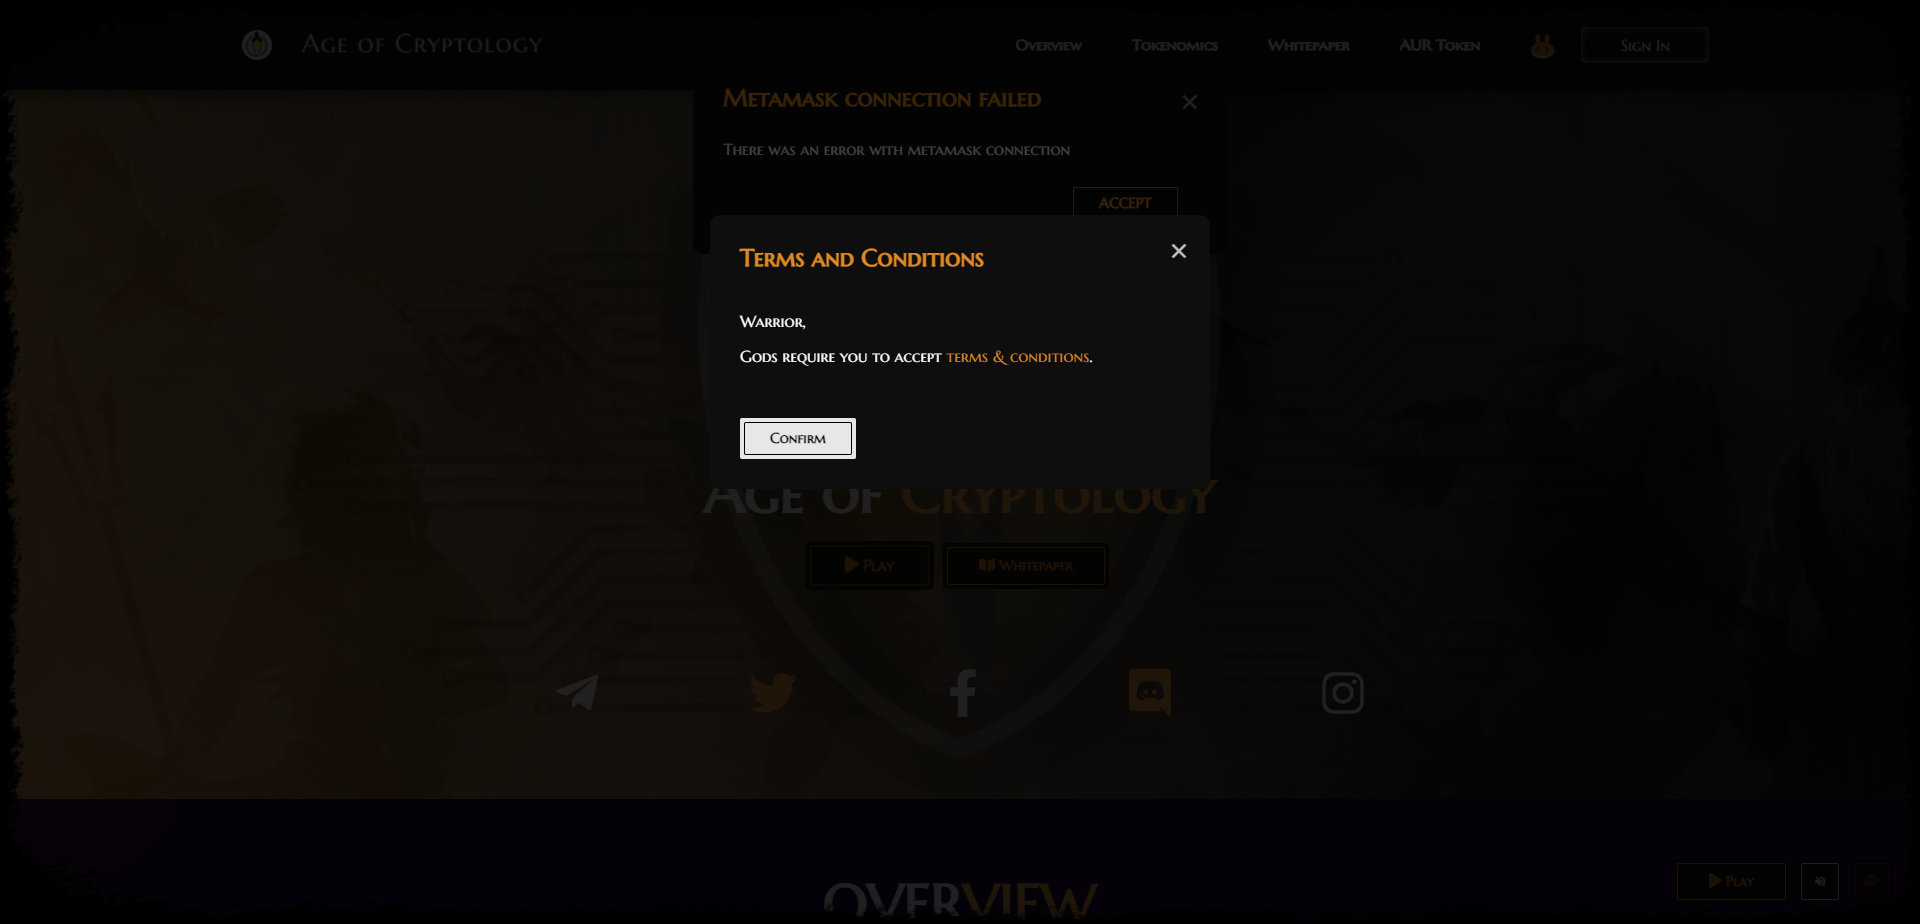 Age of Cryptology
Overview
Tokenomics
Whitepaper
AUR Token
Sign In
Metamask connection failed
There was an error with metamask connection
ACCEPT
Terms and Conditions
Warrior,
Gods require you to accept terms & conditions.
Confirm
Age of Cryptology
Play
Whitepaper
OVERVIEW
Play